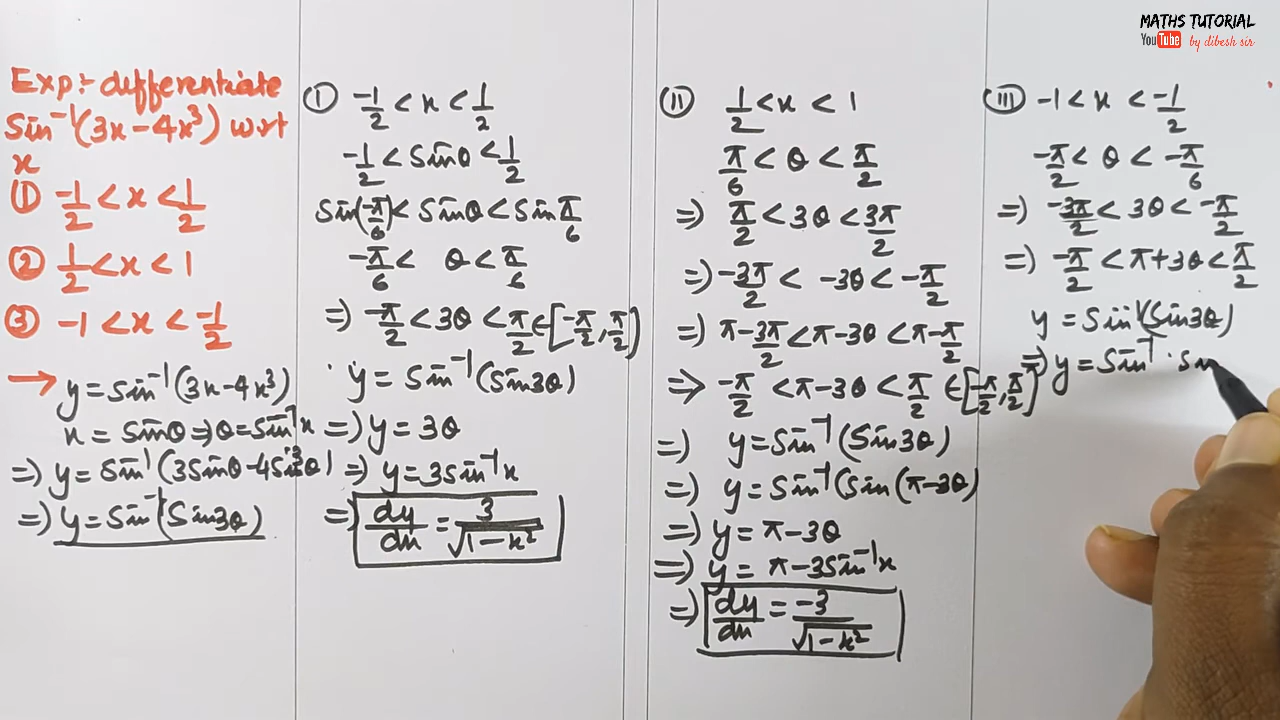 MATHS TUTORIAL
YouTube by dibesh sir
Exp:- differentiate
Sin⁻¹(3x-4x³) wrt
x
① -1/2 < x < 1/2
② 1/2 < x < 1
③ -1 < x < -1/2
→ y = Sin⁻¹(3x-4x³)
x = Sinθ ⇒ θ = Sin⁻¹x
⇒ y = Sin⁻¹(3Sinθ-4Sin³θ)
⇒ y = Sin⁻¹(Sin3θ)
Ⓘ -1/2 < x < 1/2
-1/2 < Sinθ < 1/2
Sin(-π/6) < Sinθ < Sin π/6
-π/6 < θ < π/6
⇒ -π/2 < 3θ < π/2 ∈ [-π/2, π/2]
∴ y = Sin⁻¹(Sin3θ)
⇒ y = 3θ
⇒ y = 3Sin⁻¹x
⇒ dy/dx = 3/√1-x²
Ⓘⓘ 1/2 < x < 1
π/6 < θ < π/2
⇒ π/2 < 3θ < 3π/2
⇒ -3π/2 < -3θ < -π/2
⇒ π-3π/2 < π-3θ < π-π/2
⇒ -π/2 < π-3θ < π/2 ∈ [-π/2, π/2]
⇒ y = Sin⁻¹(Sin3θ)
⇒ y = Sin⁻¹(Sin(π-3θ)
⇒ y = π-3θ
⇒ y = π-3Sin⁻¹x
⇒ dy/dx = -3/√1-x²
ⒾⒾⒾ -1 < x < -1/2
-π/2 < θ < -π/6
⇒ -3π/2 < 3θ < -π/2
⇒ -π/2 < π+3θ < π/2
y = Sin⁻¹(Sin3θ)
⇒ y = Sin⁻¹ · Sin